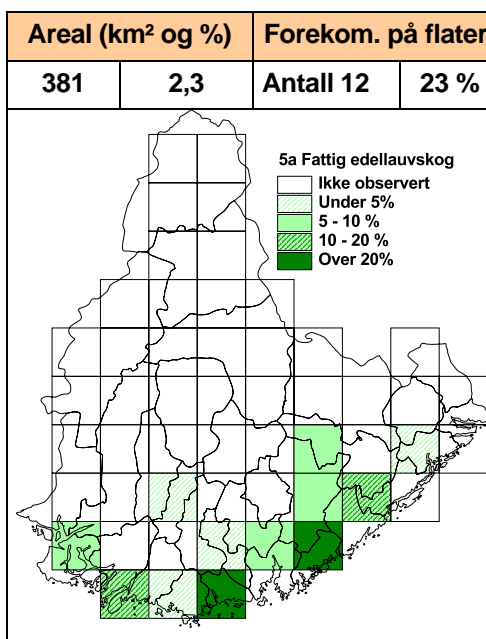 Areal (km² og %) Forekom. på flater
381 2,3 Antall 12 23 %
5a Fattig edellauvskog
Ikke observert
Under 5%
5 - 10 %
10 - 20 %
Over 20%